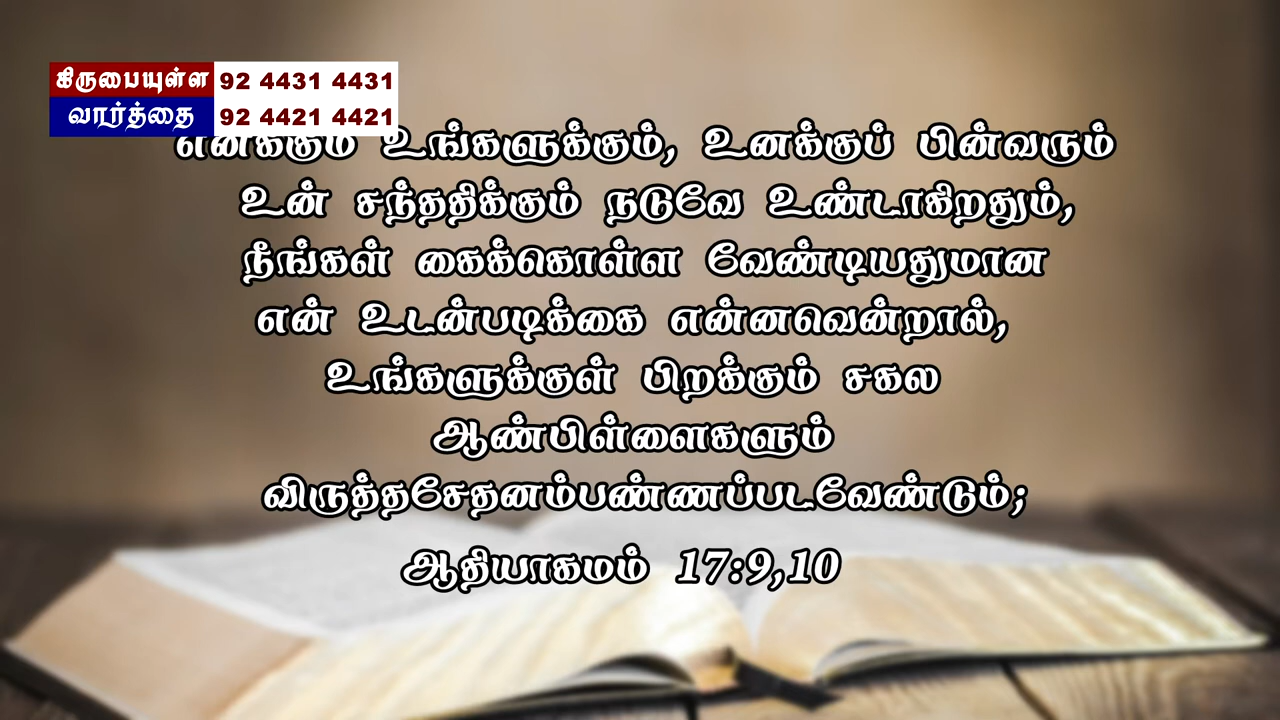 கிருபையுள்ள 92 4431 4431
வார்த்தை 92 4421 4421
எனக்கும் உங்களுக்கும், உனக்குப் பின்வரும்
உன் சந்ததிக்கும் நடுவே உண்டாகிறதும்,
நீங்கள் கைக்கொள்ள வேண்டியதுமான
என் உடன்படிக்கை என்னவென்றால்,
உங்களுக்குள் பிறக்கும் சகல
ஆண்பிள்ளைகளும்
விருத்தசேதனம்பண்ணப்படவேண்டும்;
ஆதியாகமம் 17:9,10